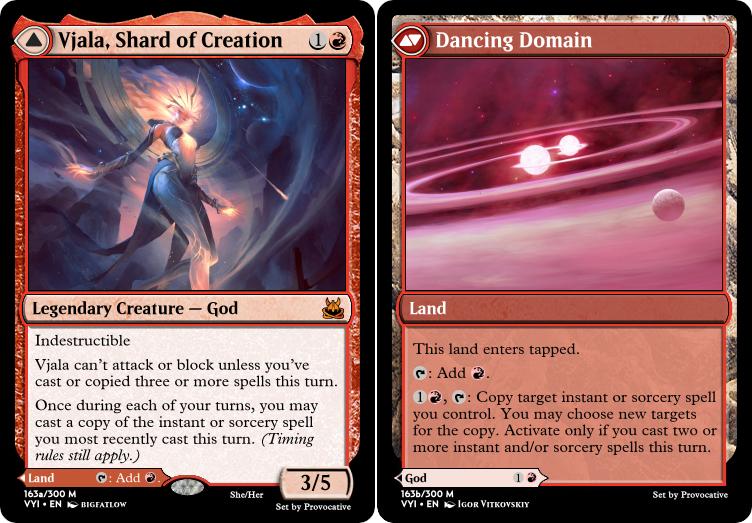 Vjala, Shard of Creation 1
Legendary Creature — God
Indestructible
Vjala can't attack or block unless you've
cast or copied three or more spells this turn.
Once during each of your turns, you may
cast a copy of the instant or sorcery spell
you most recently cast this turn. (Timing
rules still apply.)
Land : Add .
3/5
163a/300 M
VYI • EN BIGFATLOW
She/Her
Set by Provocative
Dancing Domain
Land
This land enters tapped.
: Add .
1 , : Copy target instant or sorcery spell
you control. You may choose new targets
for the copy. Activate only if you cast two or
more instant and/or sorcery spells this turn.
God 1
163b/300 M
VYI • EN Igor Vitkovskiy
Set by Provocative